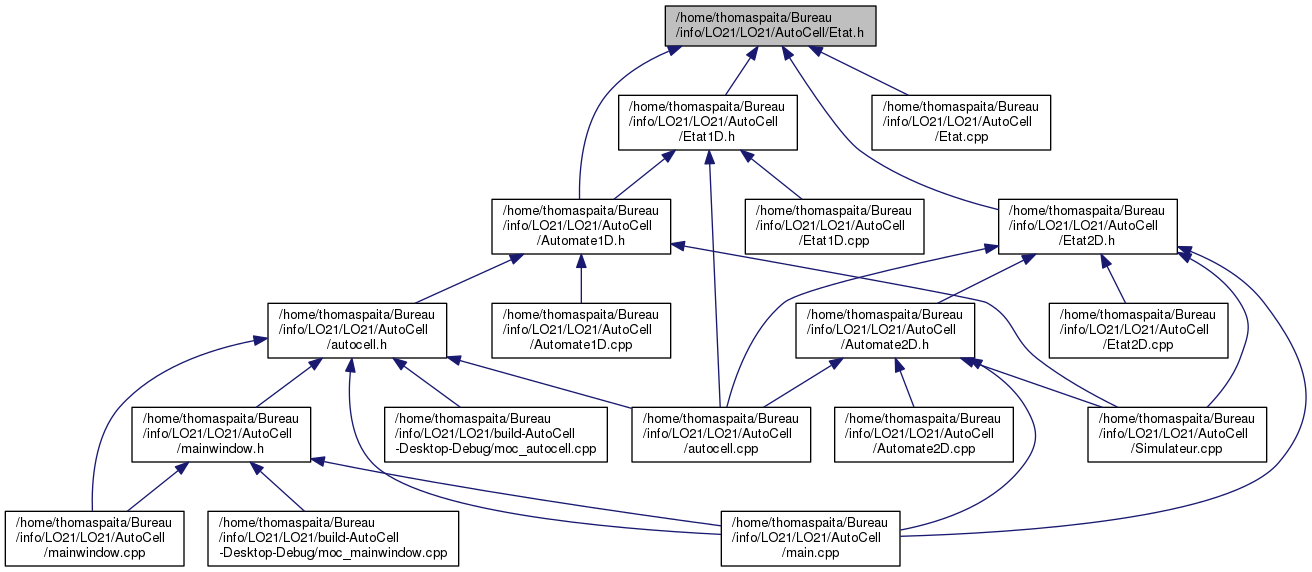 /home/thomaspaita/Bureau
/info/LO21/LO21/AutoCell/Etat.h
/home/thomaspaita/Bureau
/info/LO21/LO21/AutoCell
/Etat1D.h
/home/thomaspaita/Bureau
/info/LO21/LO21/AutoCell
/Etat.cpp
/home/thomaspaita/Bureau
/info/LO21/LO21/AutoCell
/Automate1D.h
/home/thomaspaita/Bureau
/info/LO21/LO21/AutoCell
/Etat1D.cpp
/home/thomaspaita/Bureau
/info/LO21/LO21/AutoCell
/Etat2D.h
/home/thomaspaita/Bureau
/info/LO21/LO21/AutoCell
/autocell.h
/home/thomaspaita/Bureau
/info/LO21/LO21/AutoCell
/Automate1D.cpp
/home/thomaspaita/Bureau
/info/LO21/LO21/AutoCell
/Automate2D.h
/home/thomaspaita/Bureau
/info/LO21/LO21/AutoCell
/Etat2D.cpp
/home/thomaspaita/Bureau
/info/LO21/LO21/AutoCell
/mainwindow.h
/home/thomaspaita/Bureau
/info/LO21/LO21/build-AutoCell
-Desktop-Debug/moc_autocell.cpp
/home/thomaspaita/Bureau
/info/LO21/LO21/AutoCell
/autocell.cpp
/home/thomaspaita/Bureau
/info/LO21/LO21/AutoCell
/Automate2D.cpp
/home/thomaspaita/Bureau
/info/LO21/LO21/AutoCell
/Simulateur.cpp
/home/thomaspaita/Bureau
/info/LO21/LO21/AutoCell
/mainwindow.cpp
/home/thomaspaita/Bureau
/info/LO21/LO21/build-AutoCell
-Desktop-Debug/moc_mainwindow.cpp
/home/thomaspaita/Bureau
/info/LO21/LO21/AutoCell
/main.cpp